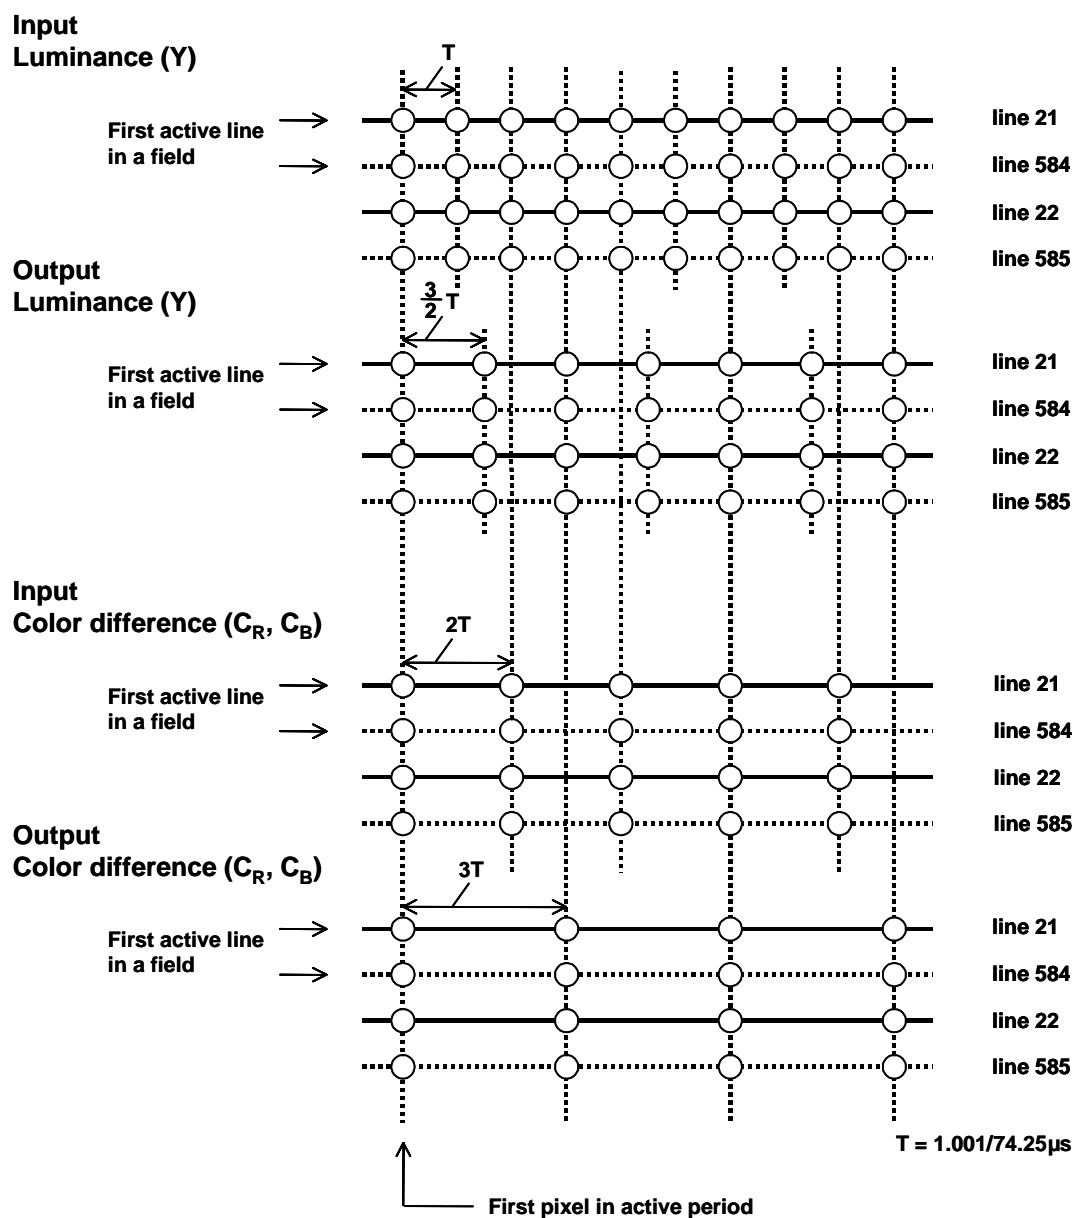 Input
Luminance (Y)
T
First active line
in a field
line 21
line 584
line 22
line 585
Output
Luminance (Y)
3/2 T
First active line
in a field
line 21
line 584
line 22
line 585
Input
Color difference (CR, CB)
2T
First active line
in a field
line 21
line 584
line 22
line 585
Output
Color difference (CR, CB)
3T
First active line
in a field
line 21
line 584
line 22
line 585
T = 1.001/74.25µs
First pixel in active period